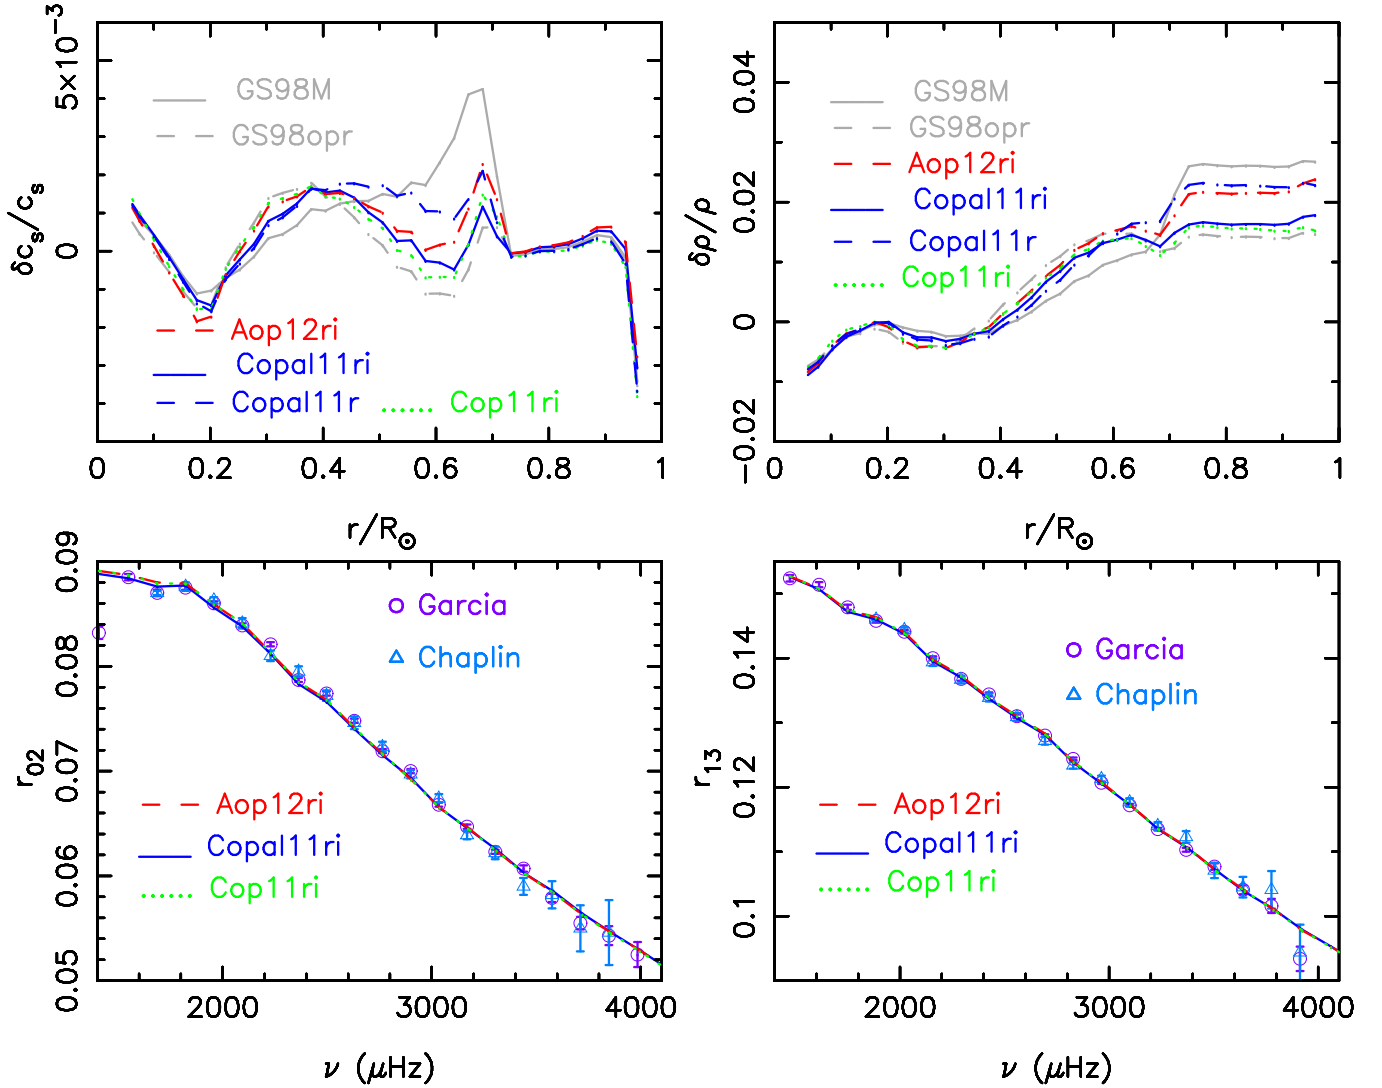 5×10⁻³
0
δcₛ/cₛ
GS98M
GS98opr
Aop12ri
Copal11ri
Copal11r
Cop11ri
0 0.2 0.4 0.6 0.8 1
r/R⊙
0.04
0.02
0
−0.02
δρ/ρ
GS98M
GS98opr
Aop12ri
Copal11ri
Copal11r
Cop11ri
0 0.2 0.4 0.6 0.8 1
r/R⊙
0.09
0.08
0.07
0.06
0.05
r₀₂
Garcia
Chaplin
Aop12ri
Copal11ri
Cop11ri
2000 3000 4000
ν (μHz)
0.14
0.12
0.1
r₁₃
Garcia
Chaplin
Aop12ri
Copal11ri
Cop11ri
2000 3000 4000
ν (μHz)